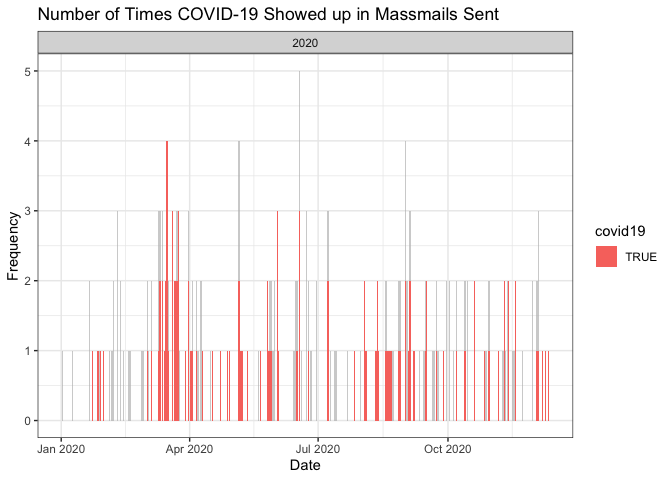 Number of Times COVID-19 Showed up in Massmails Sent
2020
5
4
3
2
1
0
Frequency
Jan 2020
Apr 2020
Jul 2020
Oct 2020
Date
covid19
TRUE